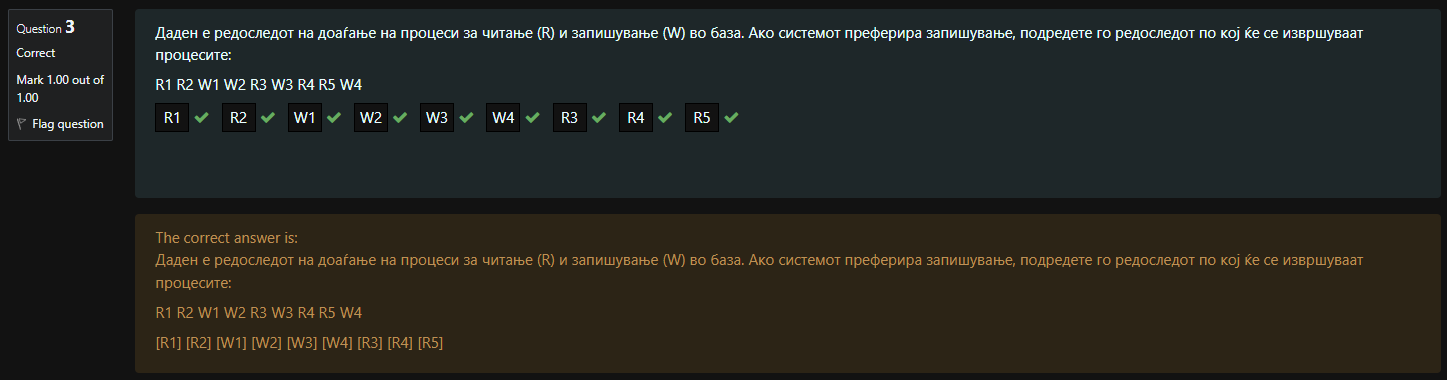 Question 3
Correct
Mark 1.00 out of
1.00
Flag question
Даден е редоследот на доаѓање на процеси за читање (R) и запишување (W) во база. Ако системот преферира запишување, подредете го редоследот по кој ќе се извршуваат
процесите:
R1 R2 W1 W2 R3 W3 R4 R5 W4
R1 R2 W1 W2 W3 W4 R3 R4 R5
The correct answer is:
Даден е редоследот на доаѓање на процеси за читање (R) и запишување (W) во база. Ако системот преферира запишување, подредете го редоследот по кој ќе се извршуваат
процесите:
R1 R2 W1 W2 R3 W3 R4 R5 W4
[R1] [R2] [W1] [W2] [W3] [W4] [R3] [R4] [R5]